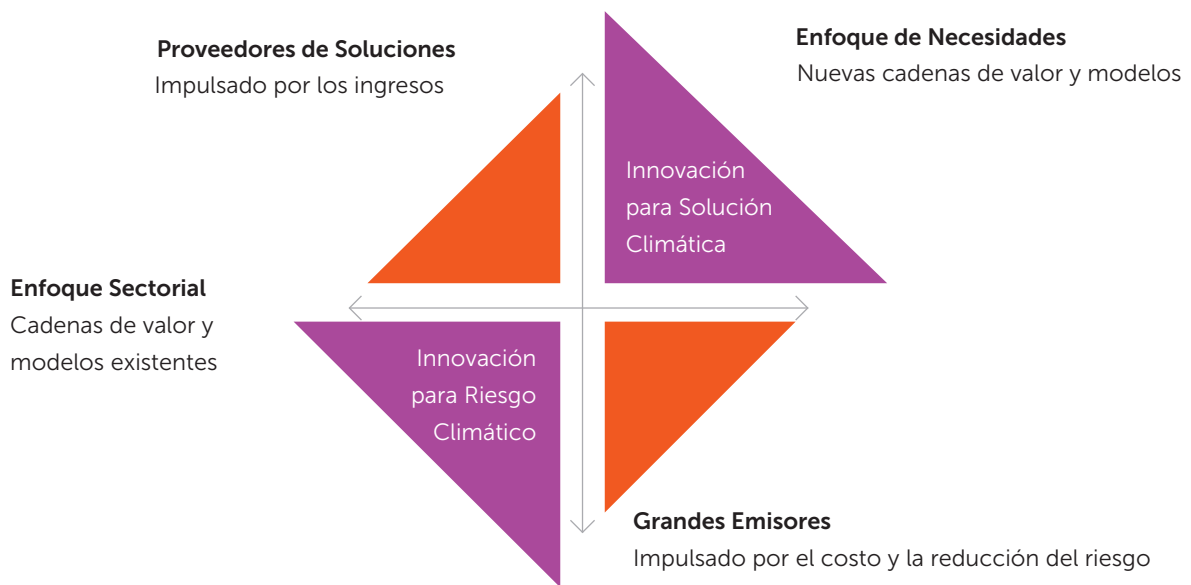 Proveedores de Soluciones
Impulsado por los ingresos
Enfoque de Necesidades
Nuevas cadenas de valor y modelos
Innovación
para Solución
Climática
Enfoque Sectorial
Cadenas de valor y
modelos existentes
Innovación
para Riesgo
Climático
Grandes Emisores
Impulsado por el costo y la reducción del riesgo